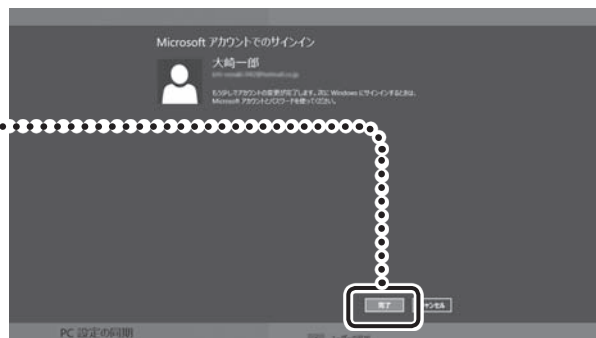 Microsoft アカウントでのサインイン
大崎一郎
もう少しでアカウントの変更が完了します。次に Windows にサインインするときは、
Microsoft アカウントとパスワードを使ってください。
完了
キャンセル
PC 設定の同期